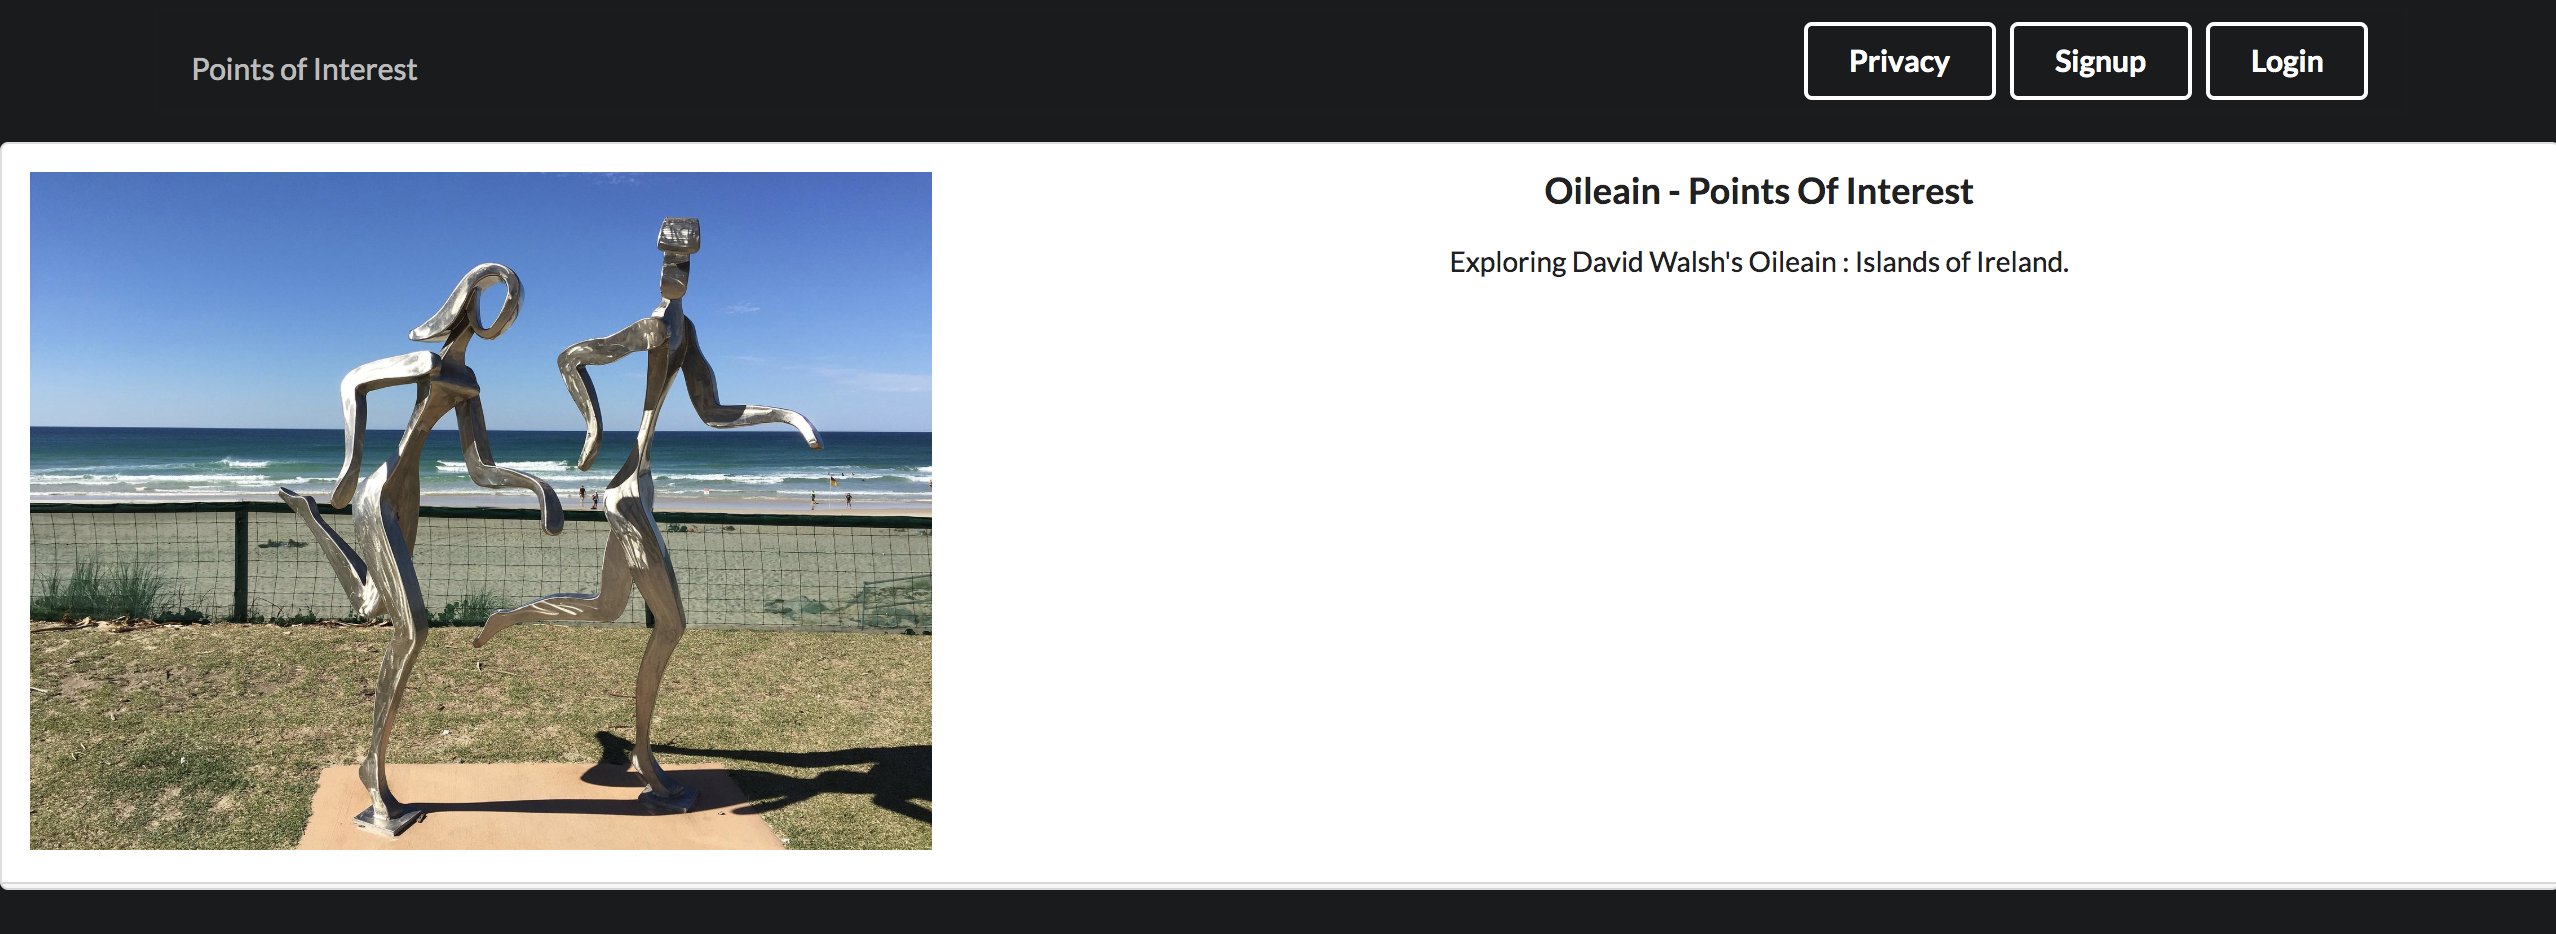 Points of Interest
Privacy
Signup
Login
Oileain - Points Of Interest
Exploring David Walsh's Oileain : Islands of Ireland.